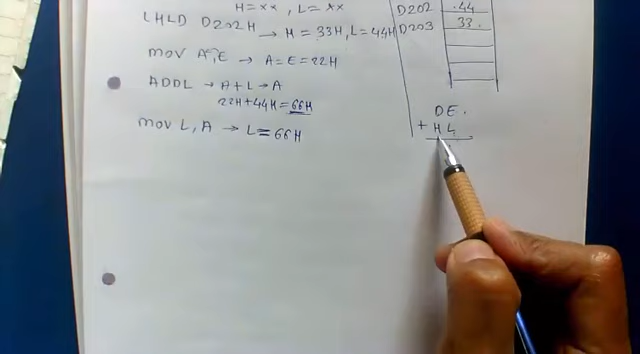 H = xx , L = xx
LHLD D202H → H = 33H, L = 44H
MOV A,E → A = E = 22H
ADDL → A + L → A
22H + 44H = 66H
MOV L, A → L = 66H
D202 .44
D203 33.
DE.
+ HL